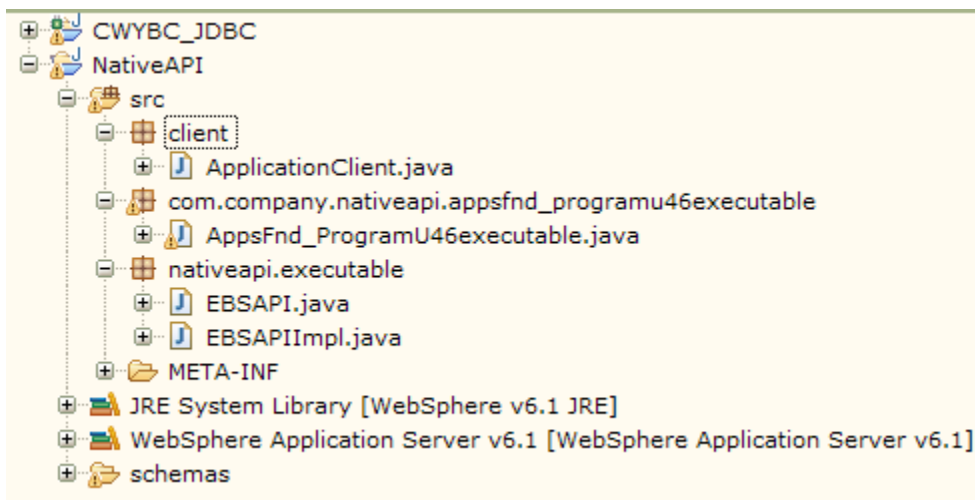 CWYBC_JDBC
NativeAPI
src
client
ApplicationClient.java
com.company.nativeapi.appsfnd_programu46executable
AppsFnd_ProgramU46executable.java
nativeapi.executable
EBSAPI.java
EBSAPIImpl.java
META-INF
JRE System Library [WebSphere v6.1 JRE]
WebSphere Application Server v6.1 [WebSphere Application Server v6.1]
schemas